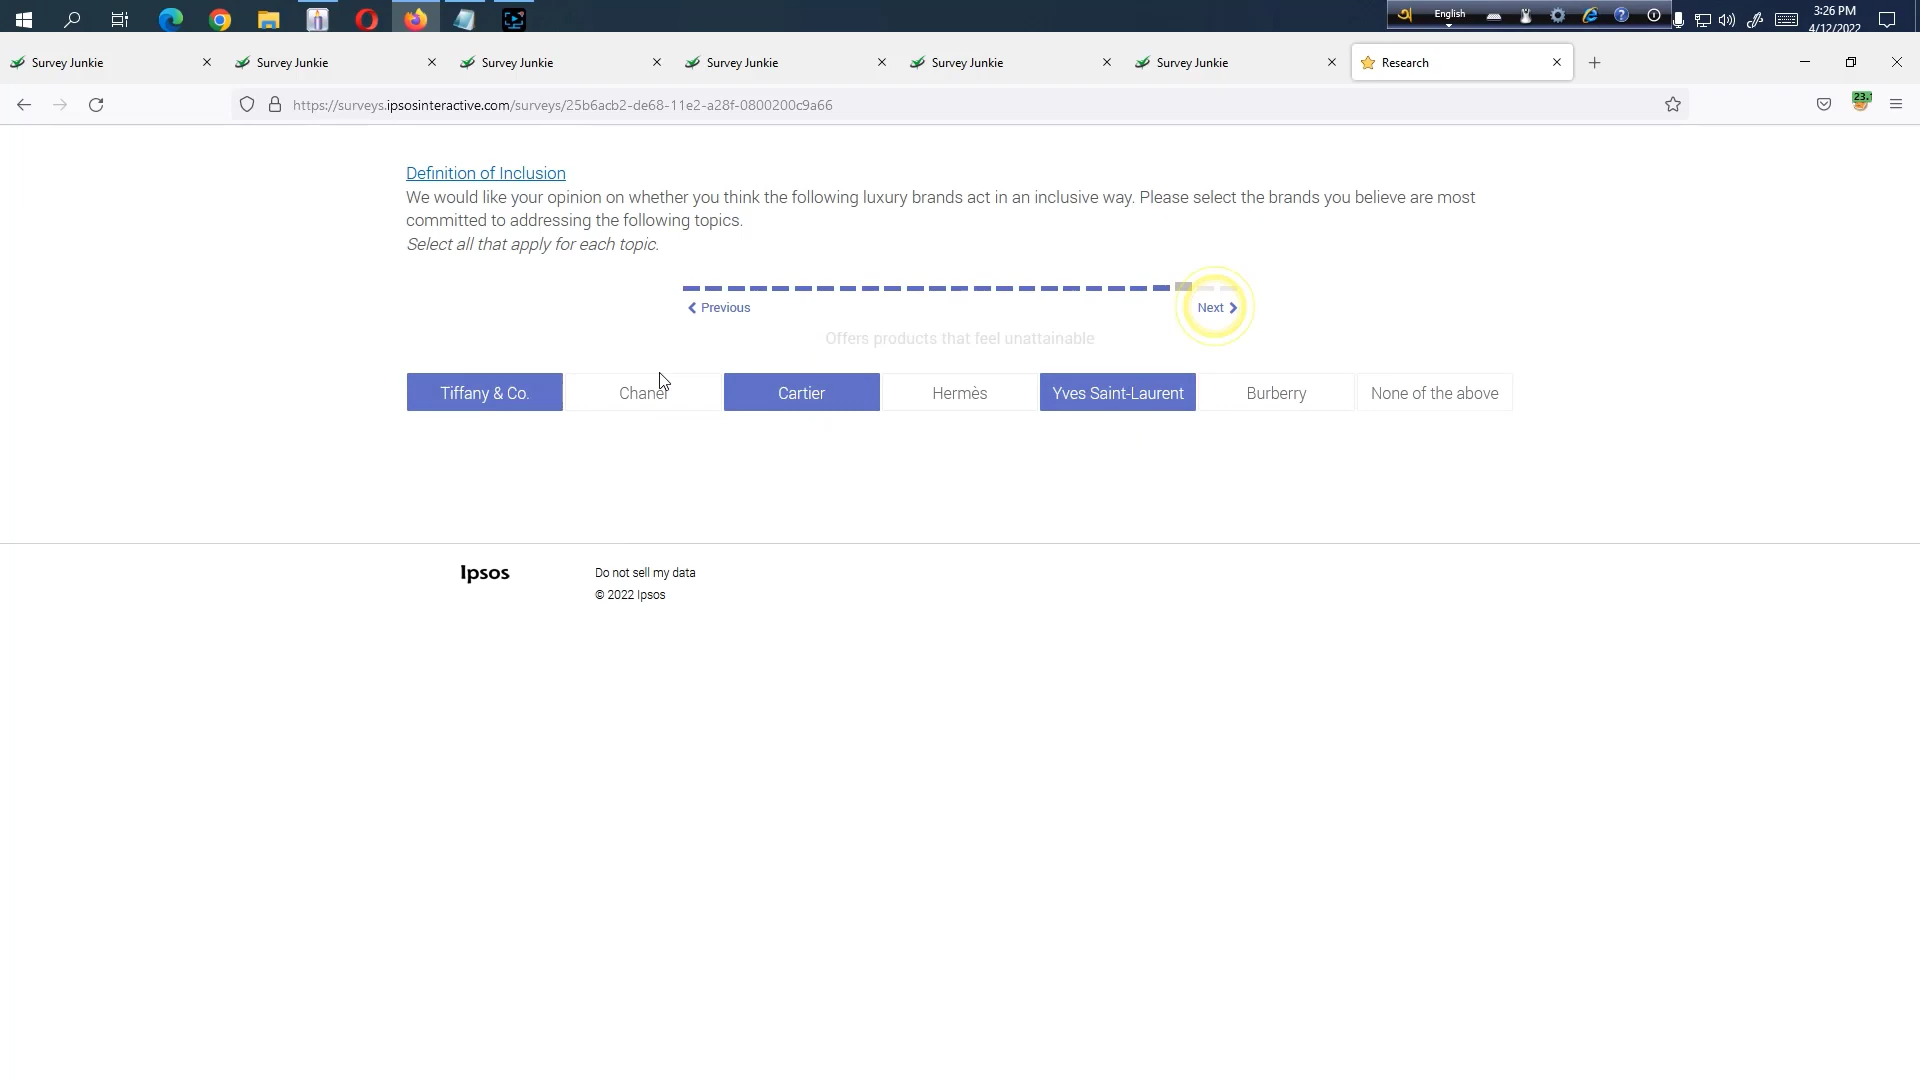 English
3:26 PM
4/12/2022
Survey Junkie
Survey Junkie
Survey Junkie
Survey Junkie
Survey Junkie
Survey Junkie
Research
https://surveys.ipsosinteractive.com/surveys/25b6acb2-de68-11e2-a28f-0800200c9a66
Definition of Inclusion
We would like your opinion on whether you think the following luxury brands act in an inclusive way. Please select the brands you believe are most
committed to addressing the following topics.
Select all that apply for each topic.
Previous
Next
Offers products that feel unattainable
Tiffany & Co.
Chanel
Cartier
Hermès
Yves Saint-Laurent
Burberry
None of the above
Ipsos
Do not sell my data
© 2022 Ipsos